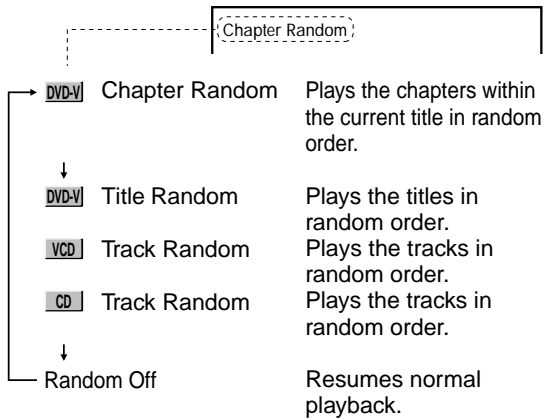 Chapter Random
DVD-V Chapter Random Plays the chapters within
the current title in random
order.
DVD-V Title Random Plays the titles in
random order.
VCD Track Random Plays the tracks in
random order.
CD Track Random Plays the tracks in
random order.
Random Off Resumes normal
playback.